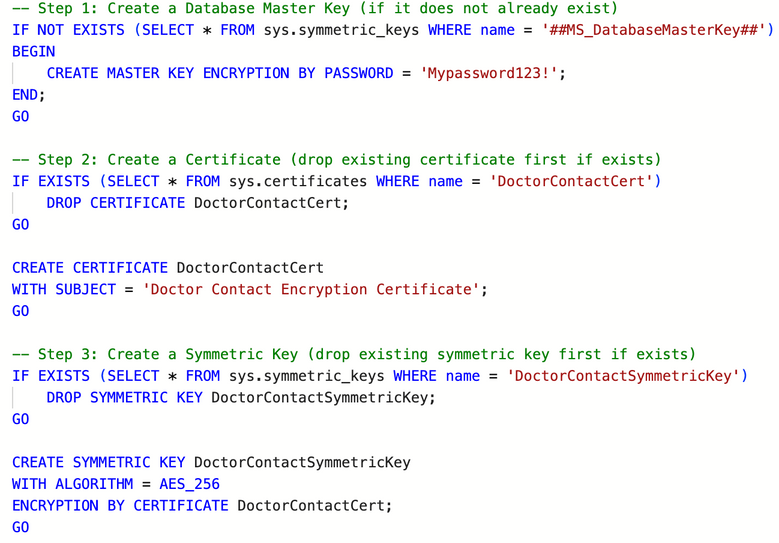 -- Step 1: Create a Database Master Key (if it does not already exist)
IF NOT EXISTS (SELECT * FROM sys.symmetric_keys WHERE name = '##MS_DatabaseMasterKey##')
BEGIN
    CREATE MASTER KEY ENCRYPTION BY PASSWORD = 'Mypassword123!';
END;
GO

-- Step 2: Create a Certificate (drop existing certificate first if exists)
IF EXISTS (SELECT * FROM sys.certificates WHERE name = 'DoctorContactCert')
    DROP CERTIFICATE DoctorContactCert;
GO

CREATE CERTIFICATE DoctorContactCert
WITH SUBJECT = 'Doctor Contact Encryption Certificate';
GO

-- Step 3: Create a Symmetric Key (drop existing symmetric key first if exists)
IF EXISTS (SELECT * FROM sys.symmetric_keys WHERE name = 'DoctorContactSymmetricKey')
    DROP SYMMETRIC KEY DoctorContactSymmetricKey;
GO

CREATE SYMMETRIC KEY DoctorContactSymmetricKey
WITH ALGORITHM = AES_256
ENCRYPTION BY CERTIFICATE DoctorContactCert;
GO